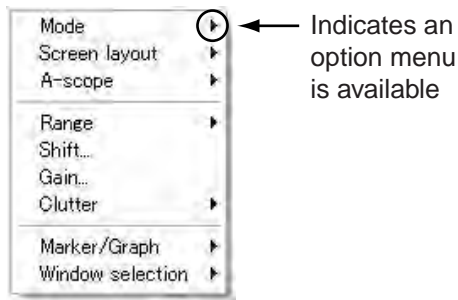 Mode
Screen layout
A-scope
Range
Shift...
Gain...
Clutter
Marker/Graph
Window selection
Indicates an
option menu
is available